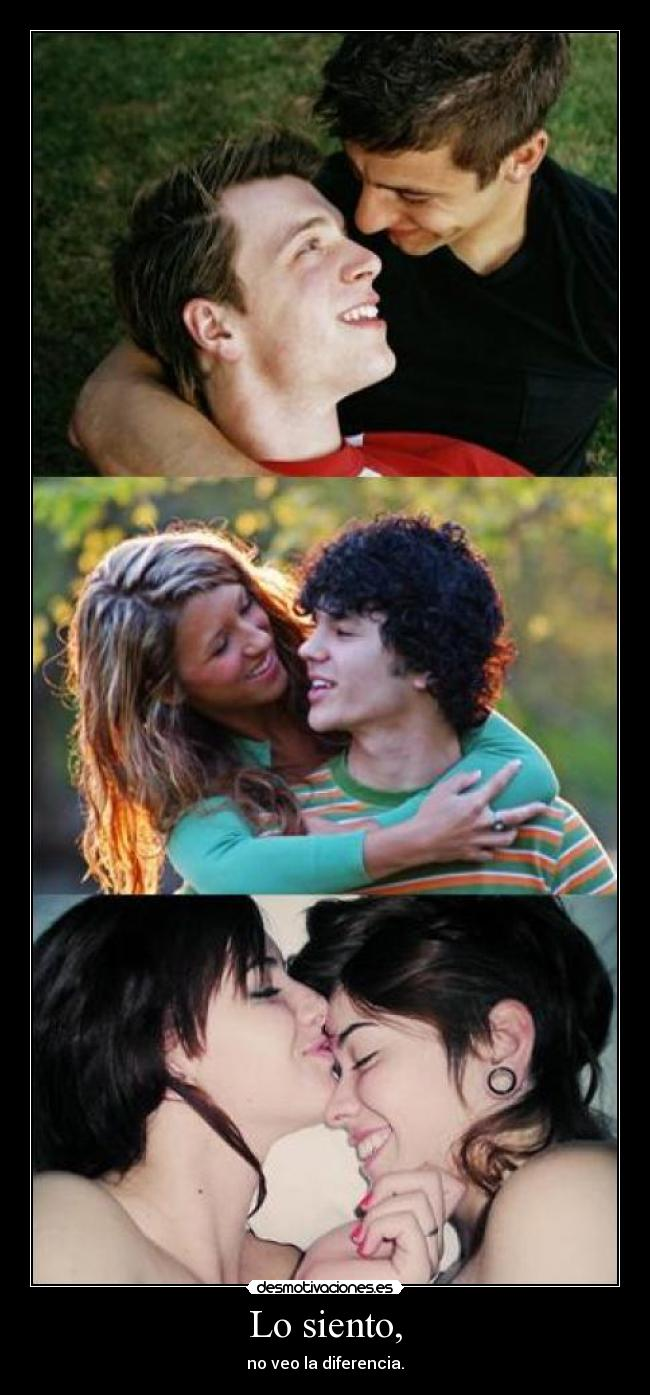 desmotivaciones.es
Lo siento,
no veo la diferencia.